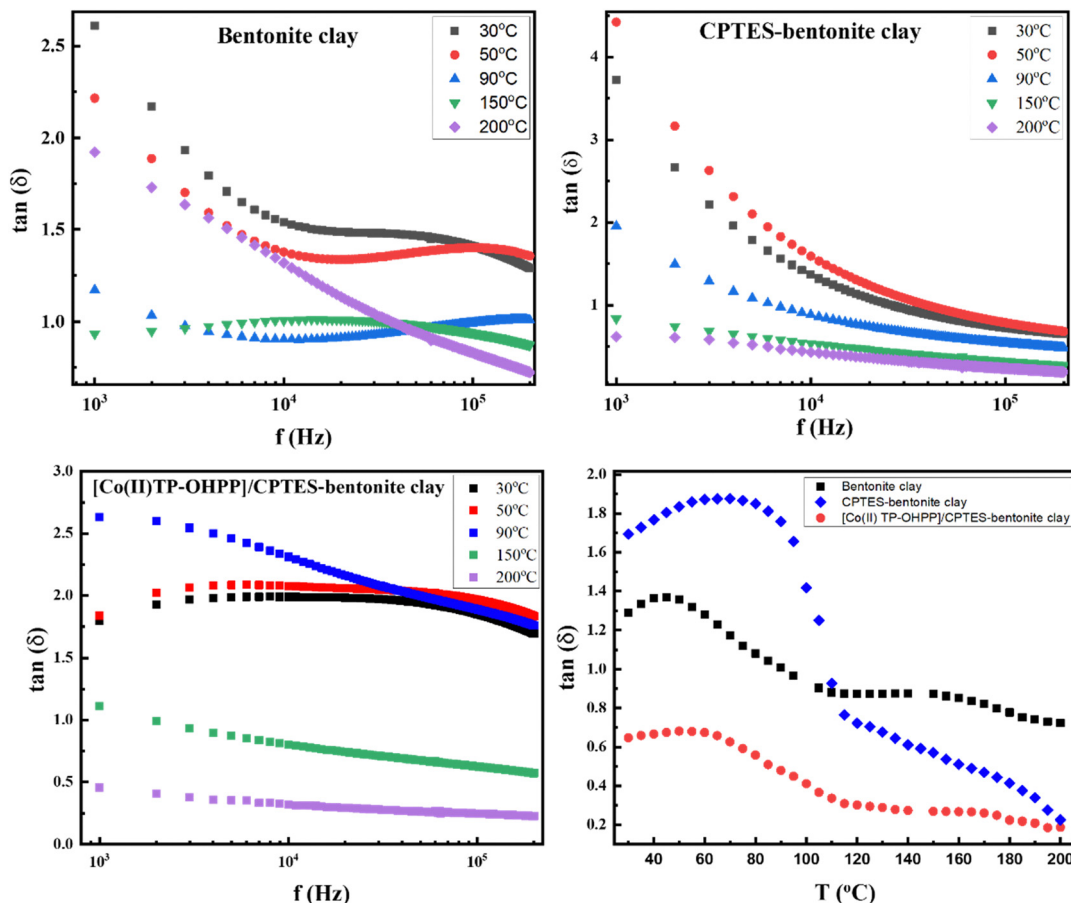 Bentonite clay
30°C
50°C
90°C
150°C
200°C
2.5
2.0
1.5
1.0
tan (δ)
10³
10⁴
10⁵
f (Hz)
CPTES-bentonite clay
30°C
50°C
90°C
150°C
200°C
4
3
2
1
tan (δ)
10³
10⁴
10⁵
f (Hz)
[Co(II)TP-OHPP]/CPTES-bentonite clay
30°C
50°C
90°C
150°C
200°C
3.0
2.5
2.0
1.5
1.0
0.5
0.0
tan (δ)
10³
10⁴
10⁵
f (Hz)
Bentonite clay
CPTES-bentonite clay
[Co(II) TP-OHPP]/CPTES-bentonite clay
2.0
1.8
1.6
1.4
1.2
1.0
0.8
0.6
0.4
0.2
tan (δ)
40 60 80 100 120 140 160 180 200
T (°C)